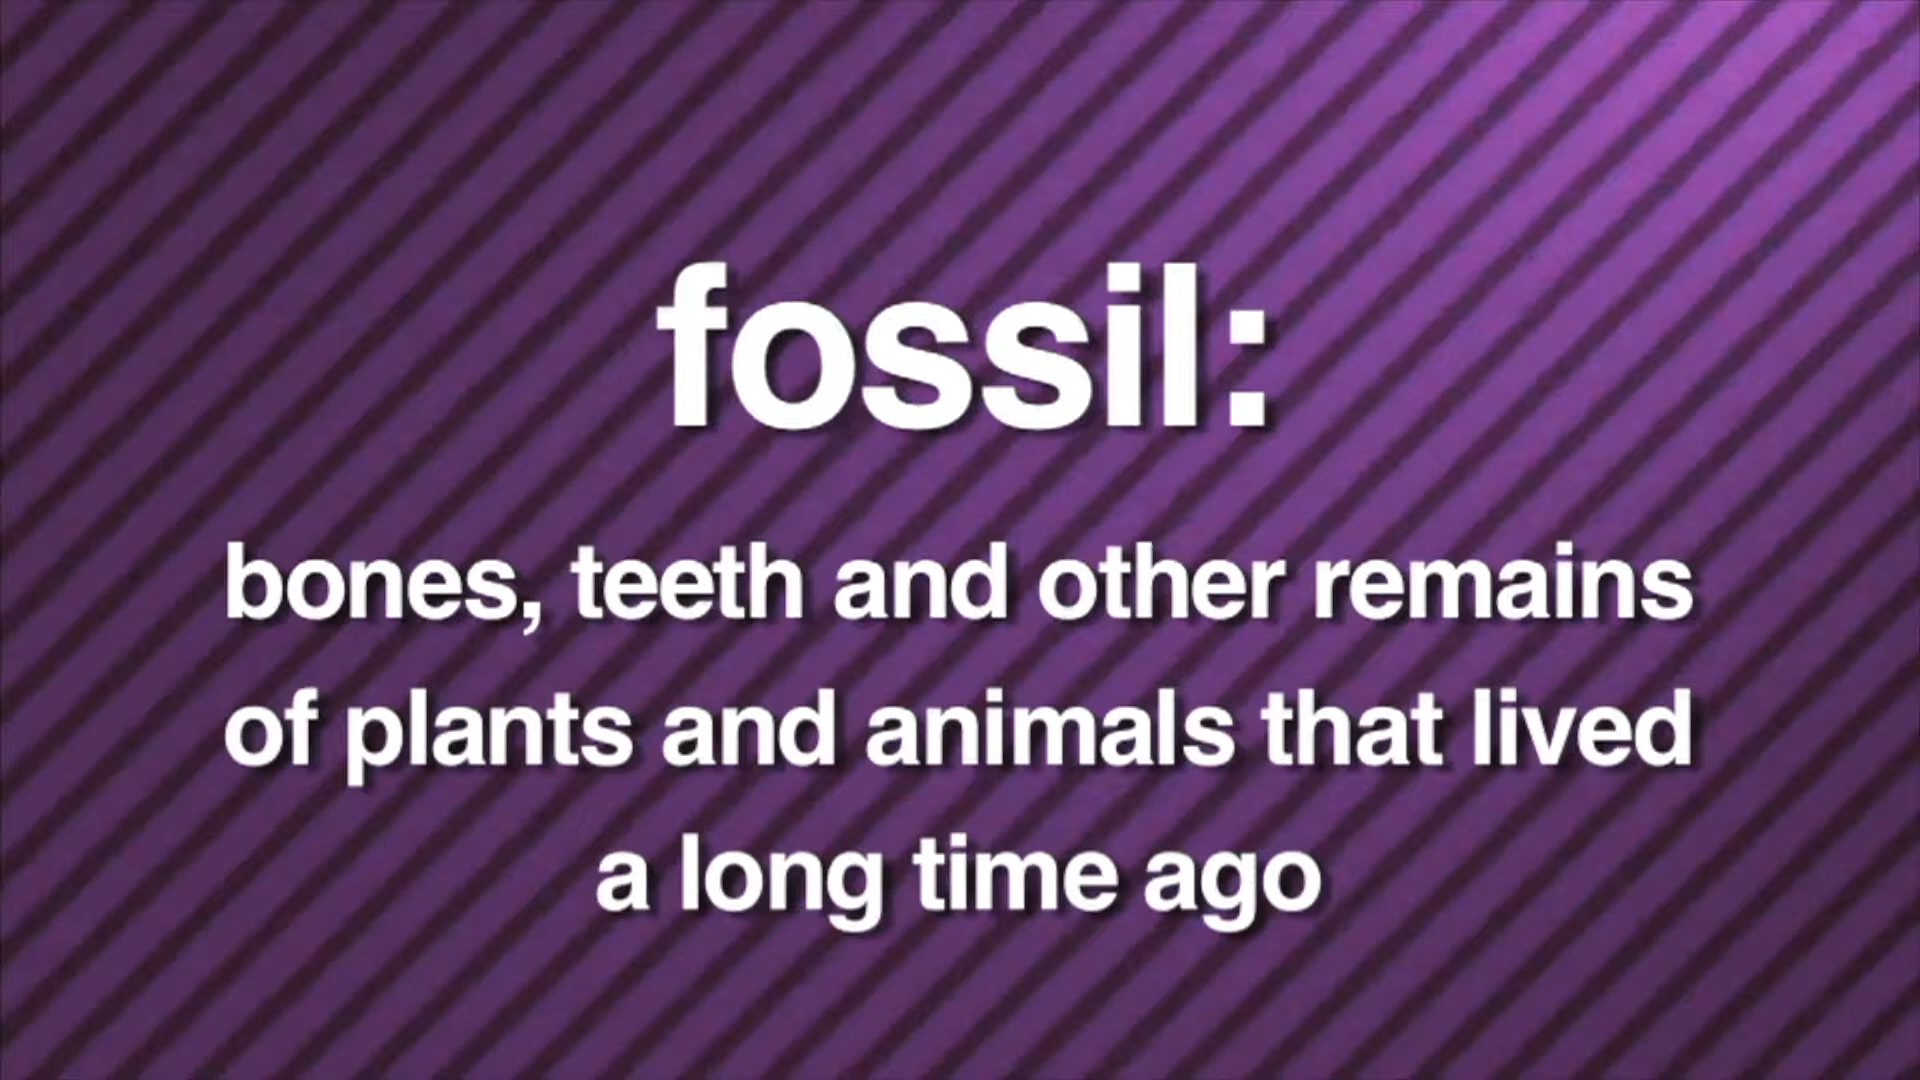 fossil:
bones, teeth and other remains
of plants and animals that lived
a long time ago